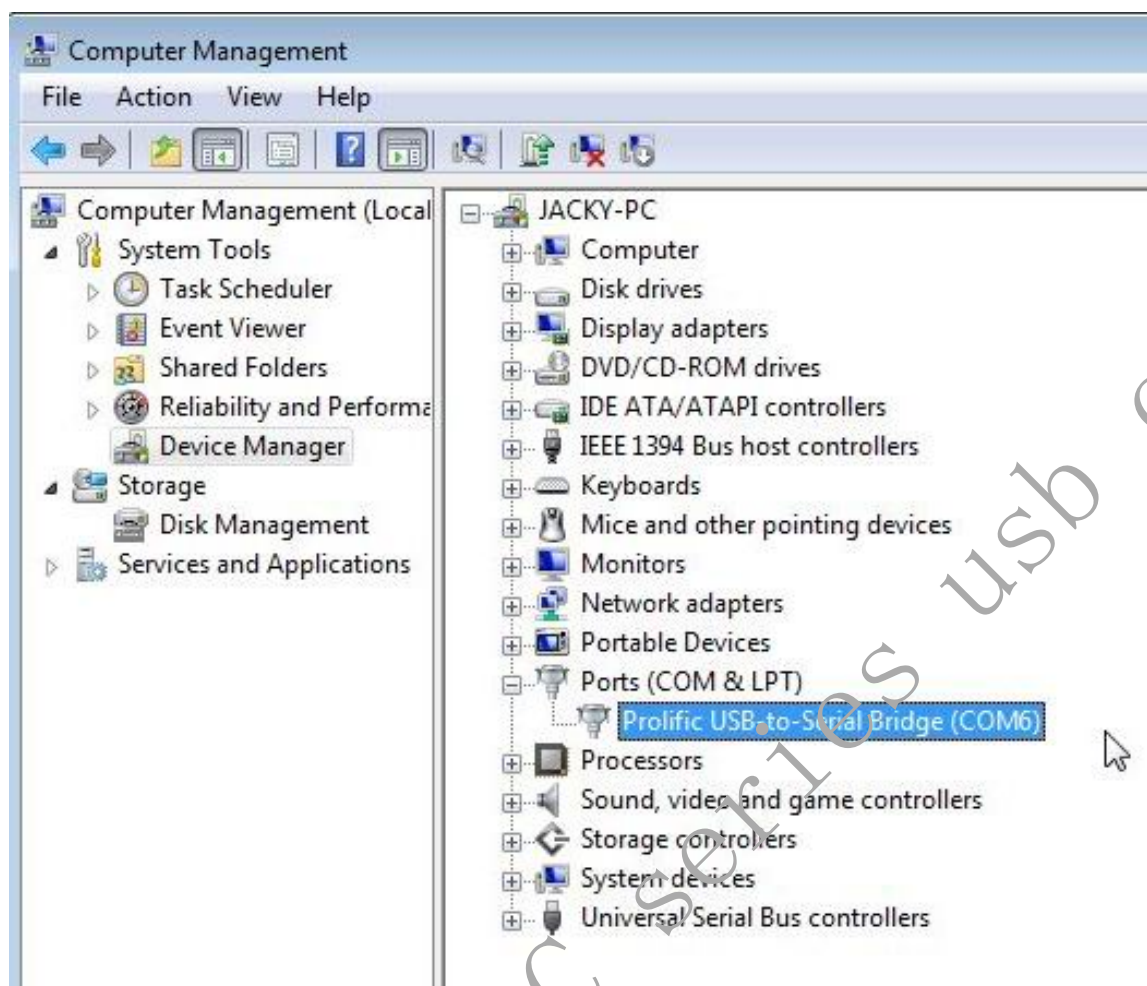 Computer Management
File Action View Help
Computer Management (Local
System Tools
Task Scheduler
Event Viewer
Shared Folders
Reliability and Performa
Device Manager
Storage
Disk Management
Services and Applications
JACKY-PC
Computer
Disk drives
Display adapters
DVD/CD-ROM drives
IDE ATA/ATAPI controllers
IEEE 1394 Bus host controllers
Keyboards
Mice and other pointing devices
Monitors
Network adapters
Portable Devices
Ports (COM & LPT)
Prolific USB-to-Serial Bridge (COM6)
Processors
Sound, video and game controllers
Storage controllers
System devices
Universal Serial Bus controllers
series usb